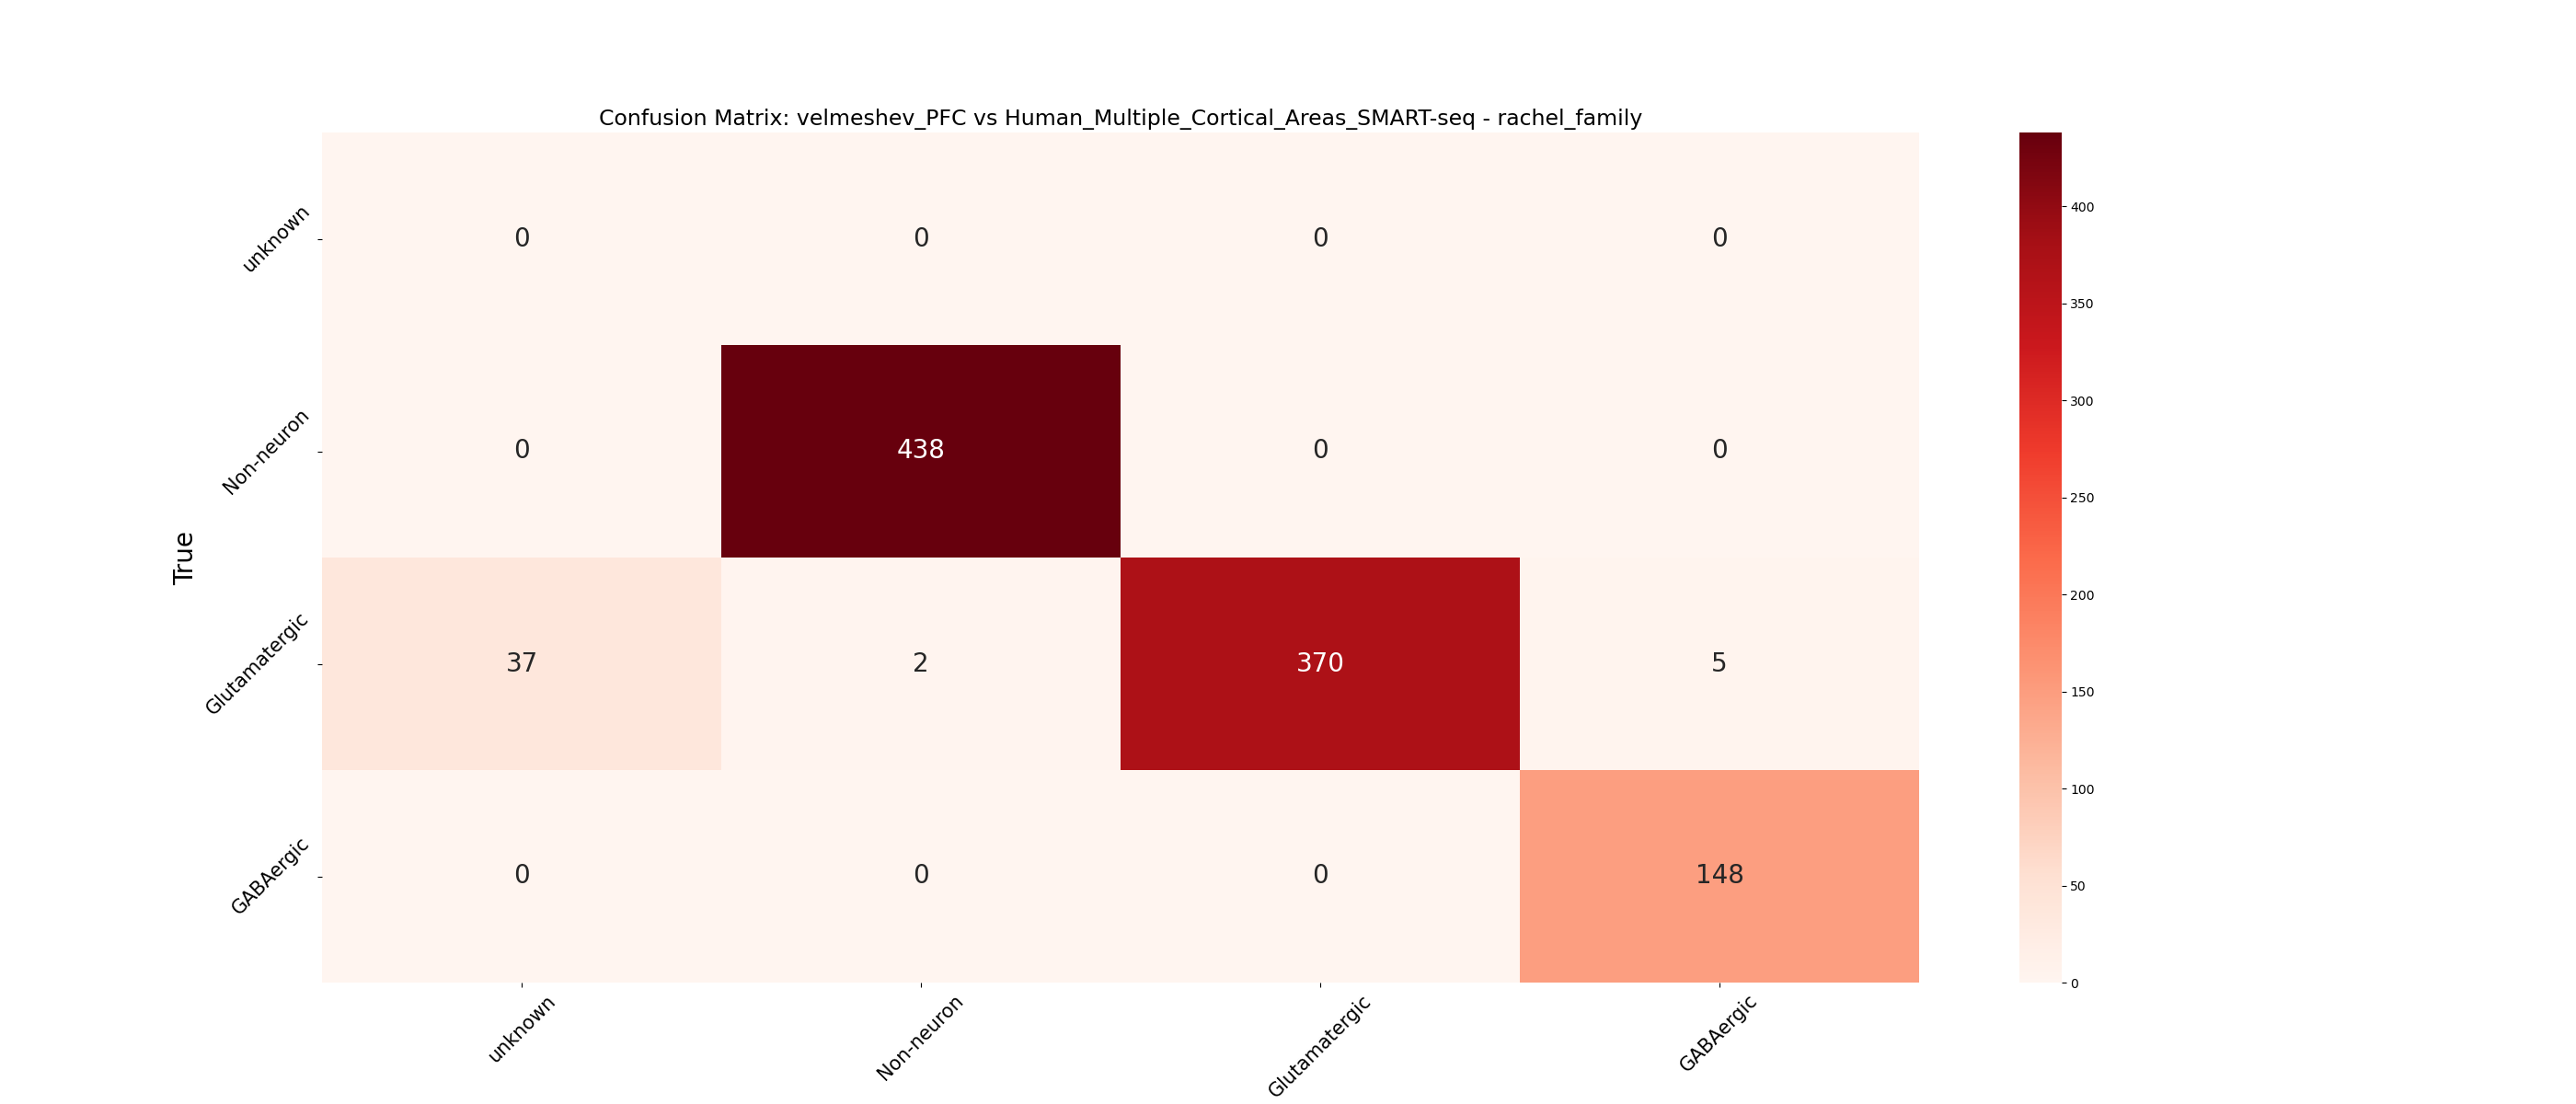 Confusion Matrix: velmeshev_PFC vs Human_Multiple_Cortical_Areas_SMART-seq - rachel_family
True
unknown
0 0 0 0
Non-neuron
0 438 0 0
Glutamatergic
37 2 370 5
GABAergic
0 0 0 148
unknown Non-neuron Glutamatergic GABAergic
400
350
300
250
200
150
100
50
0